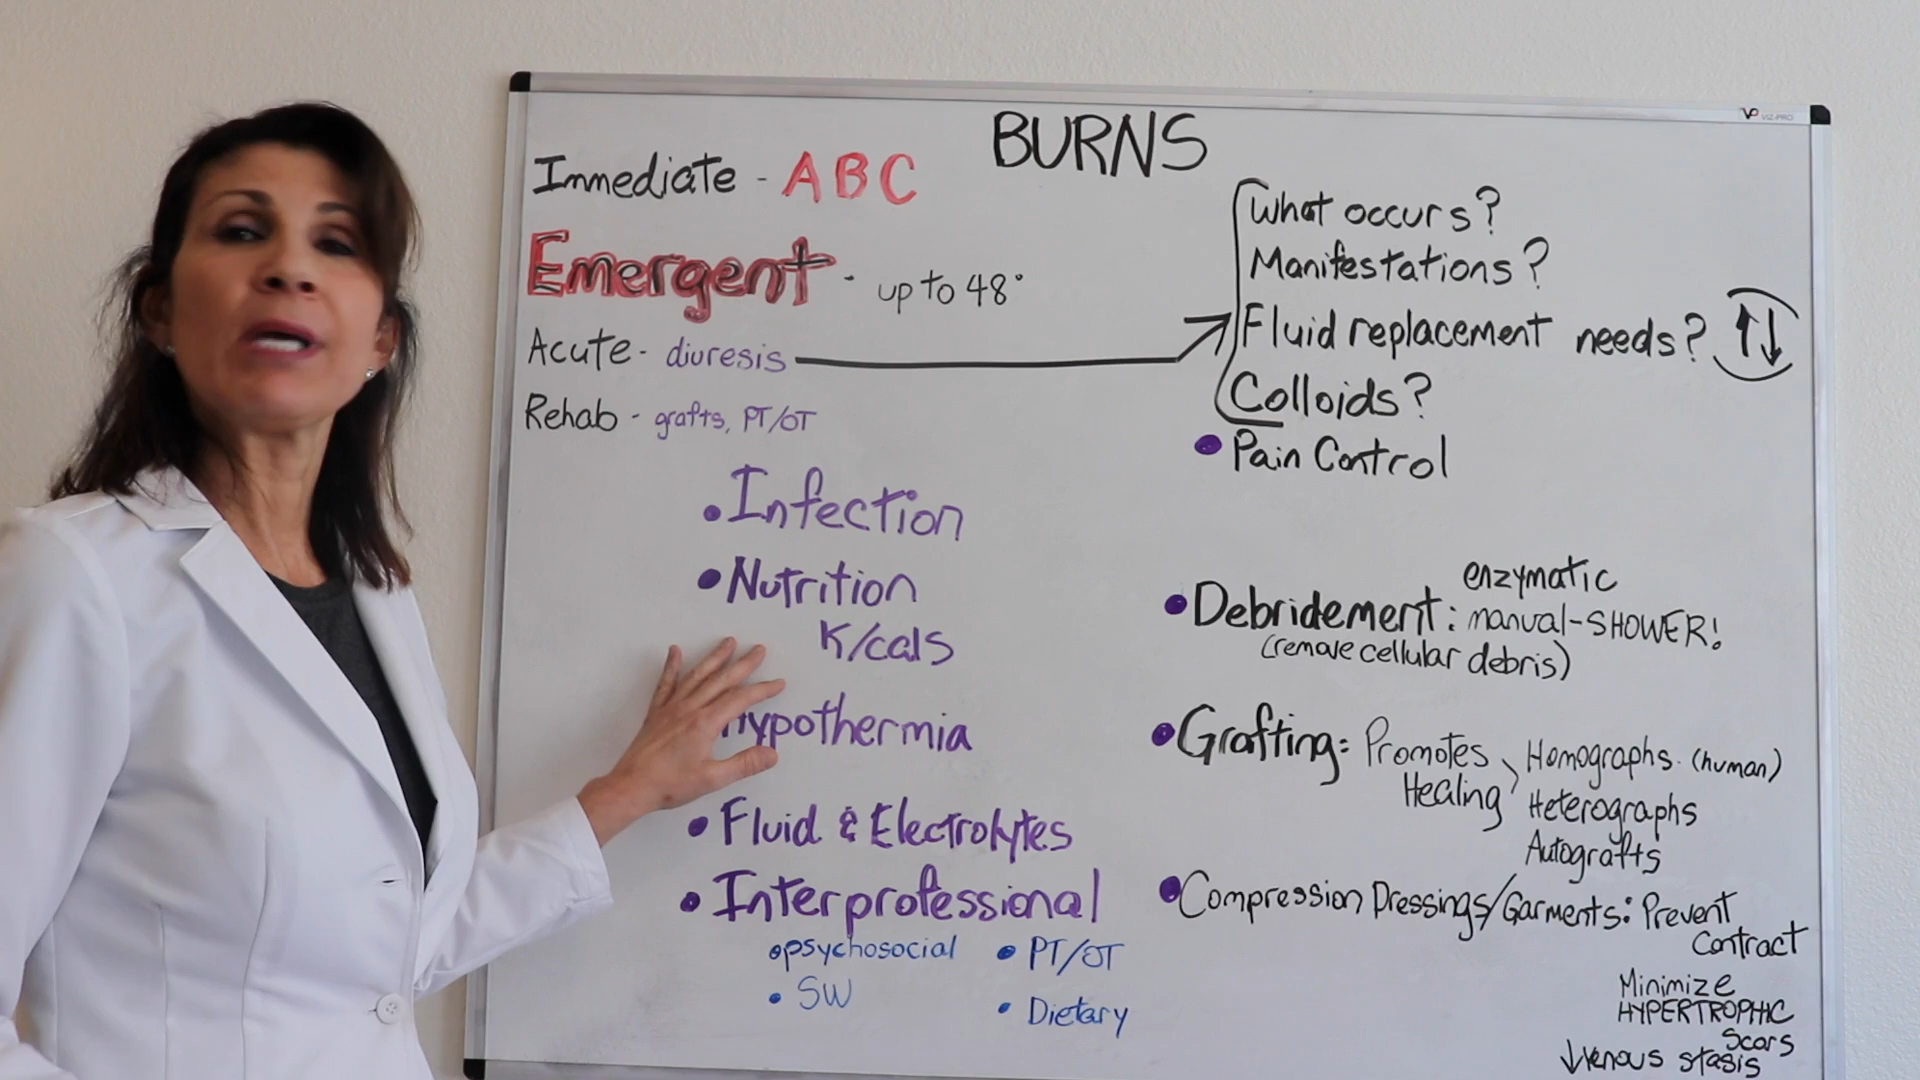 BURNS
VIZ-PRO
Immediate - ABC
Emergent - up to 48°
Acute - diuresis
Rehab - grafts, PT/OT
What occurs?
Manifestations?
Fluid replacement needs? ↑↓
Colloids?
• Pain Control
• Infection
• Nutrition
K/cals
Hypothermia
• Fluid & Electrolytes
• Interprofessional
• psychosocial
• SW
• PT/OT
• Dietary
enzymatic
• Debridement: manual-SHOWER!
(remove cellular debris)
• Grafting: Promotes Healing
Homographs. (human)
Heterographs
Autografts
• Compression Dressings/Garments: Prevent
Contract
Minimize
HYPERTROPHIC
Scars
↓venous stasis